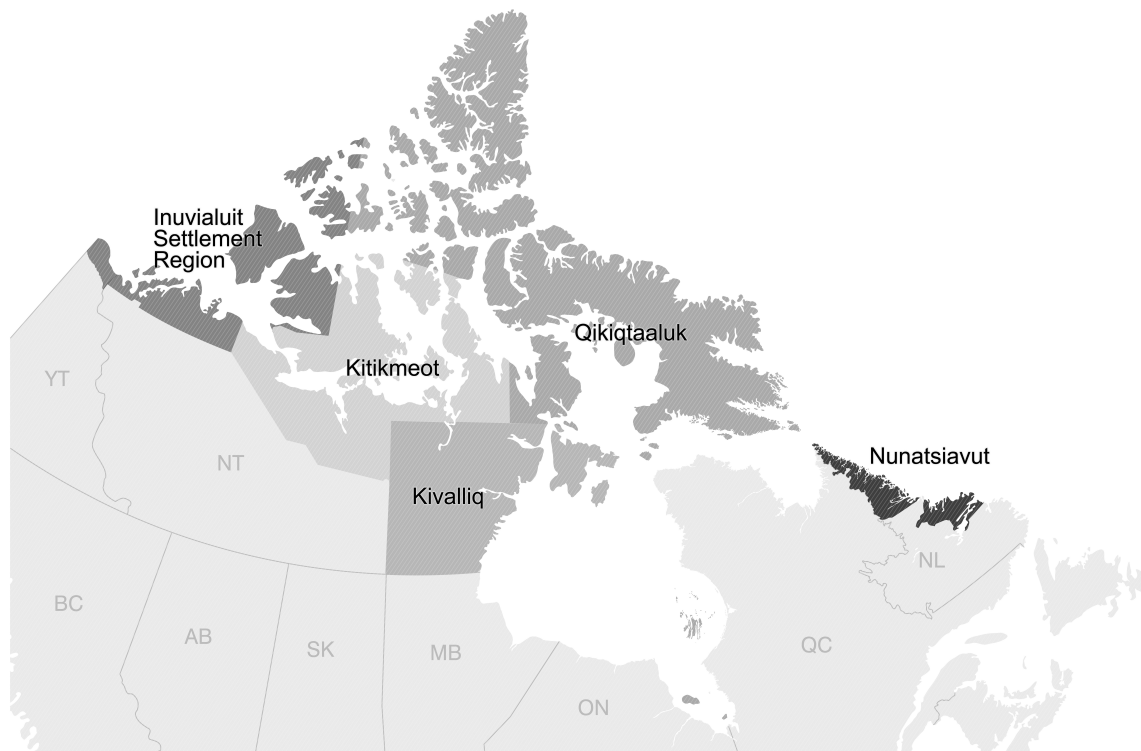 Inuvialuit
Settlement
Region
Qikiqtaaluk
Kitikmeot
YT
NT
Nunatsiavut
Kivalliq
NL
BC
AB
SK
MB
QC
ON